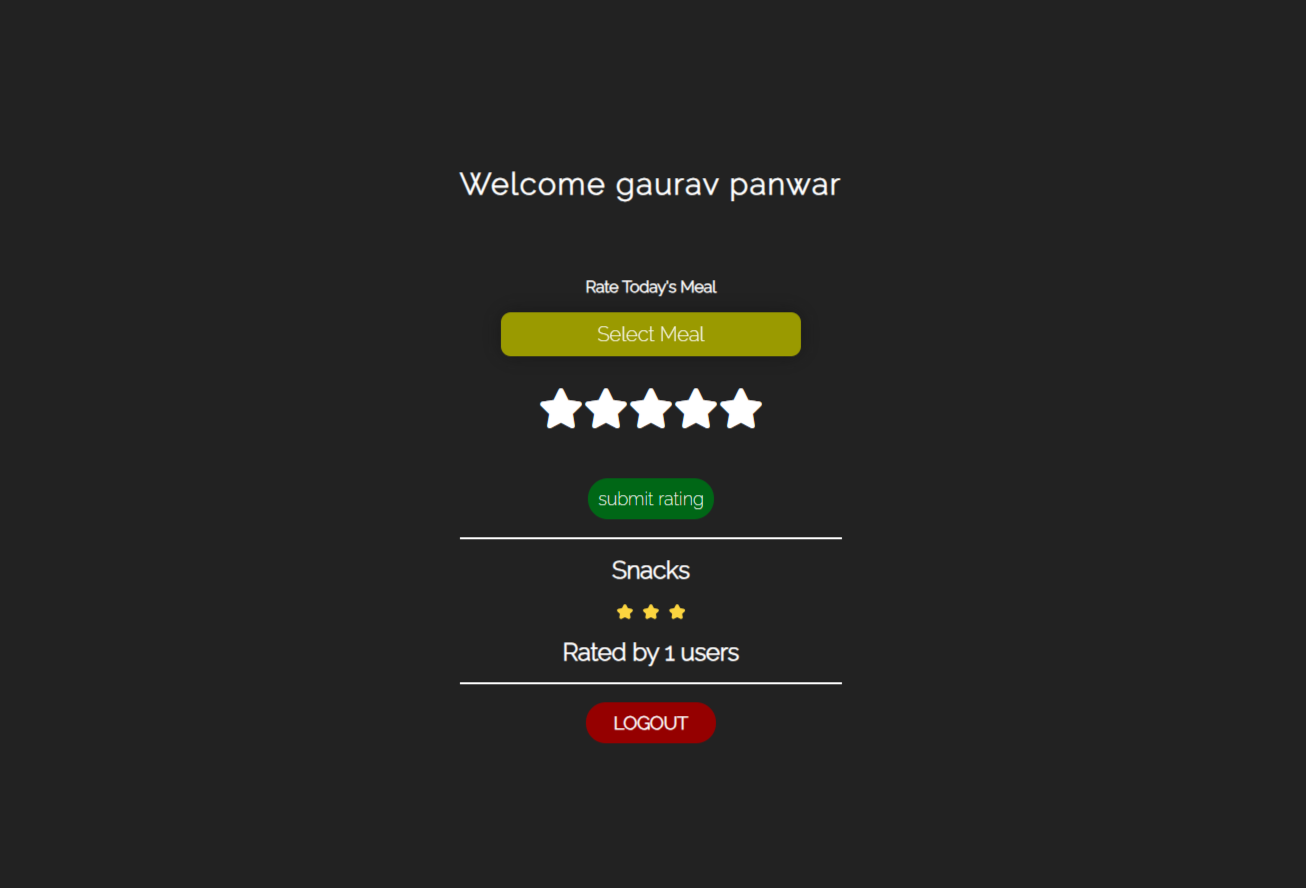 Welcome gaurav panwar
Rate Today's Meal
Select Meal
submit rating
Snacks
Rated by 1 users
LOGOUT